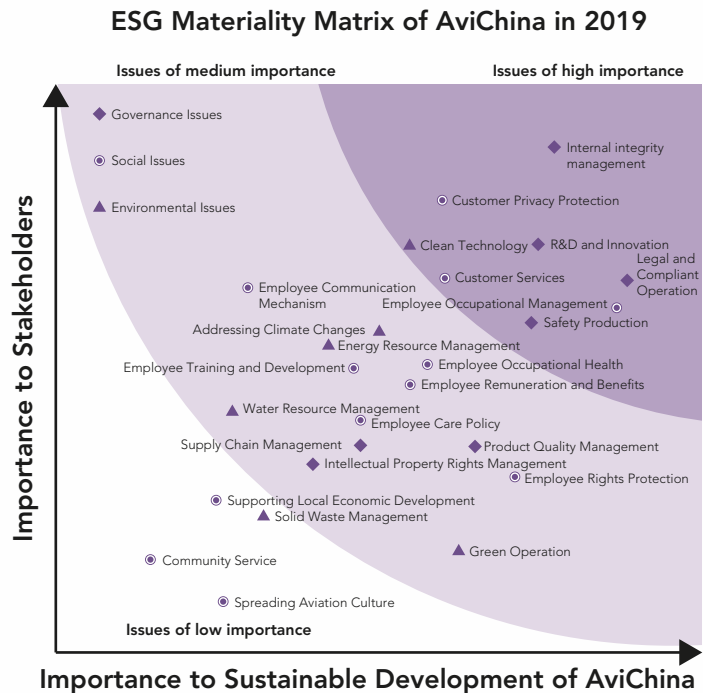 ESG Materiality Matrix of AviChina in 2019
Issues of medium importance
Issues of high importance
Governance Issues
Social Issues
Environmental Issues
Internal integrity
management
Customer Privacy Protection
Clean Technology
R&D and Innovation
Legal and
Compliant
Operation
Customer Services
Employee Communication
Mechanism
Employee Occupational Management
Safety Production
Addressing Climate Changes
Energy Resource Management
Employee Training and Development
Employee Occupational Health
Employee Remuneration and Benefits
Water Resource Management
Employee Care Policy
Supply Chain Management
Product Quality Management
Intellectual Property Rights Management
Employee Rights Protection
Supporting Local Economic Development
Solid Waste Management
Green Operation
Community Service
Spreading Aviation Culture
Issues of low importance
Importance to Stakeholders
Importance to Sustainable Development of AviChina